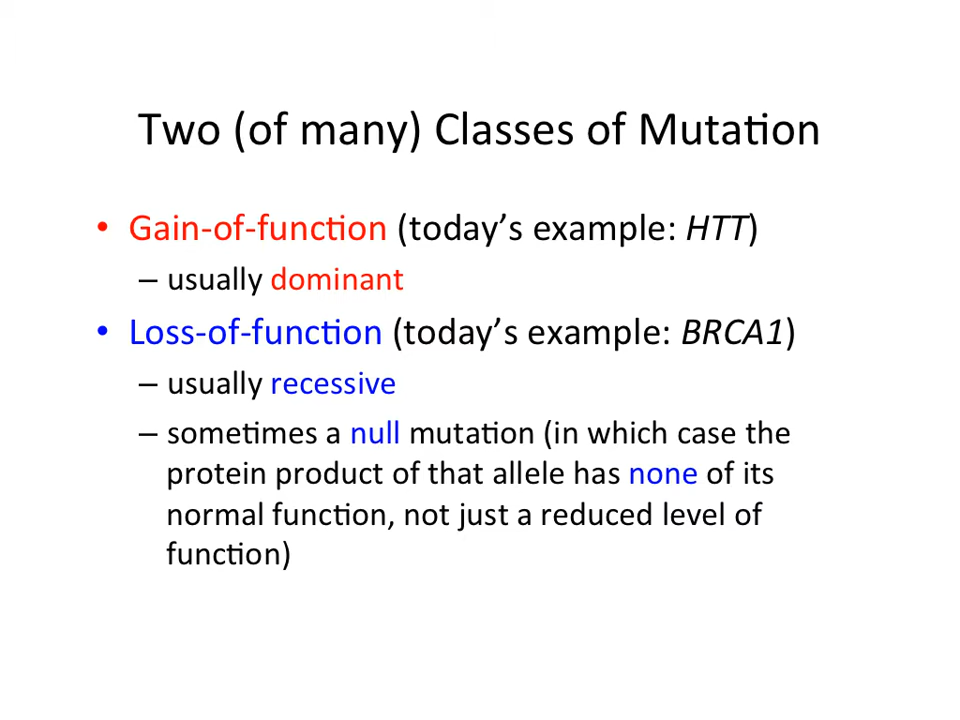 Two (of many) Classes of Mutation
• Gain-of-function (today’s example: HTT)
– usually dominant
• Loss-of-function (today’s example: BRCA1)
– usually recessive
– sometimes a null mutation (in which case the
protein product of that allele has none of its
normal function, not just a reduced level of
function)